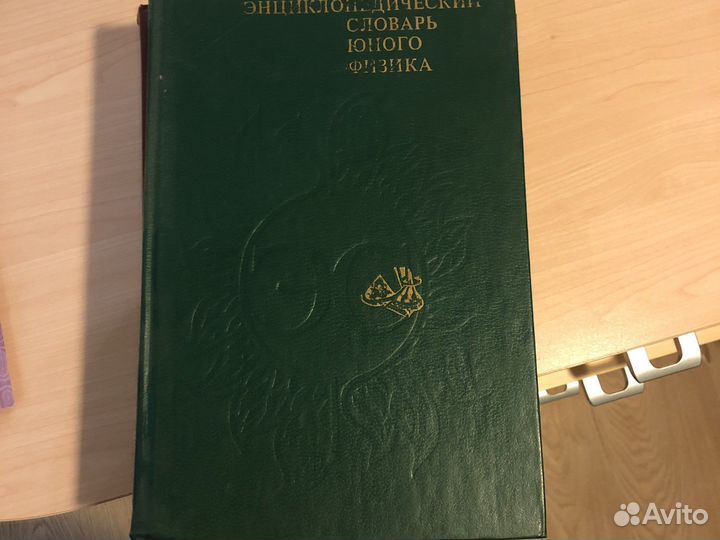 ЭНЦИКЛОПЕДИЧЕСКИЙ
СЛОВАРЬ
ЮНОГО
ФИЗИКА
Avito